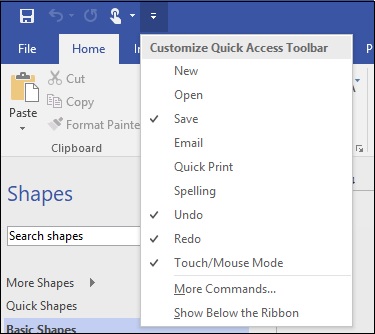 File
Home
Customize Quick Access Toolbar
New
Open
Save
Email
Quick Print
Spelling
Undo
Redo
Touch/Mouse Mode
More Commands...
Show Below the Ribbon
Paste
Cut
Copy
Format Painte
Clipboard
Shapes
Search shapes
More Shapes
Quick Shapes
Basic Shapes